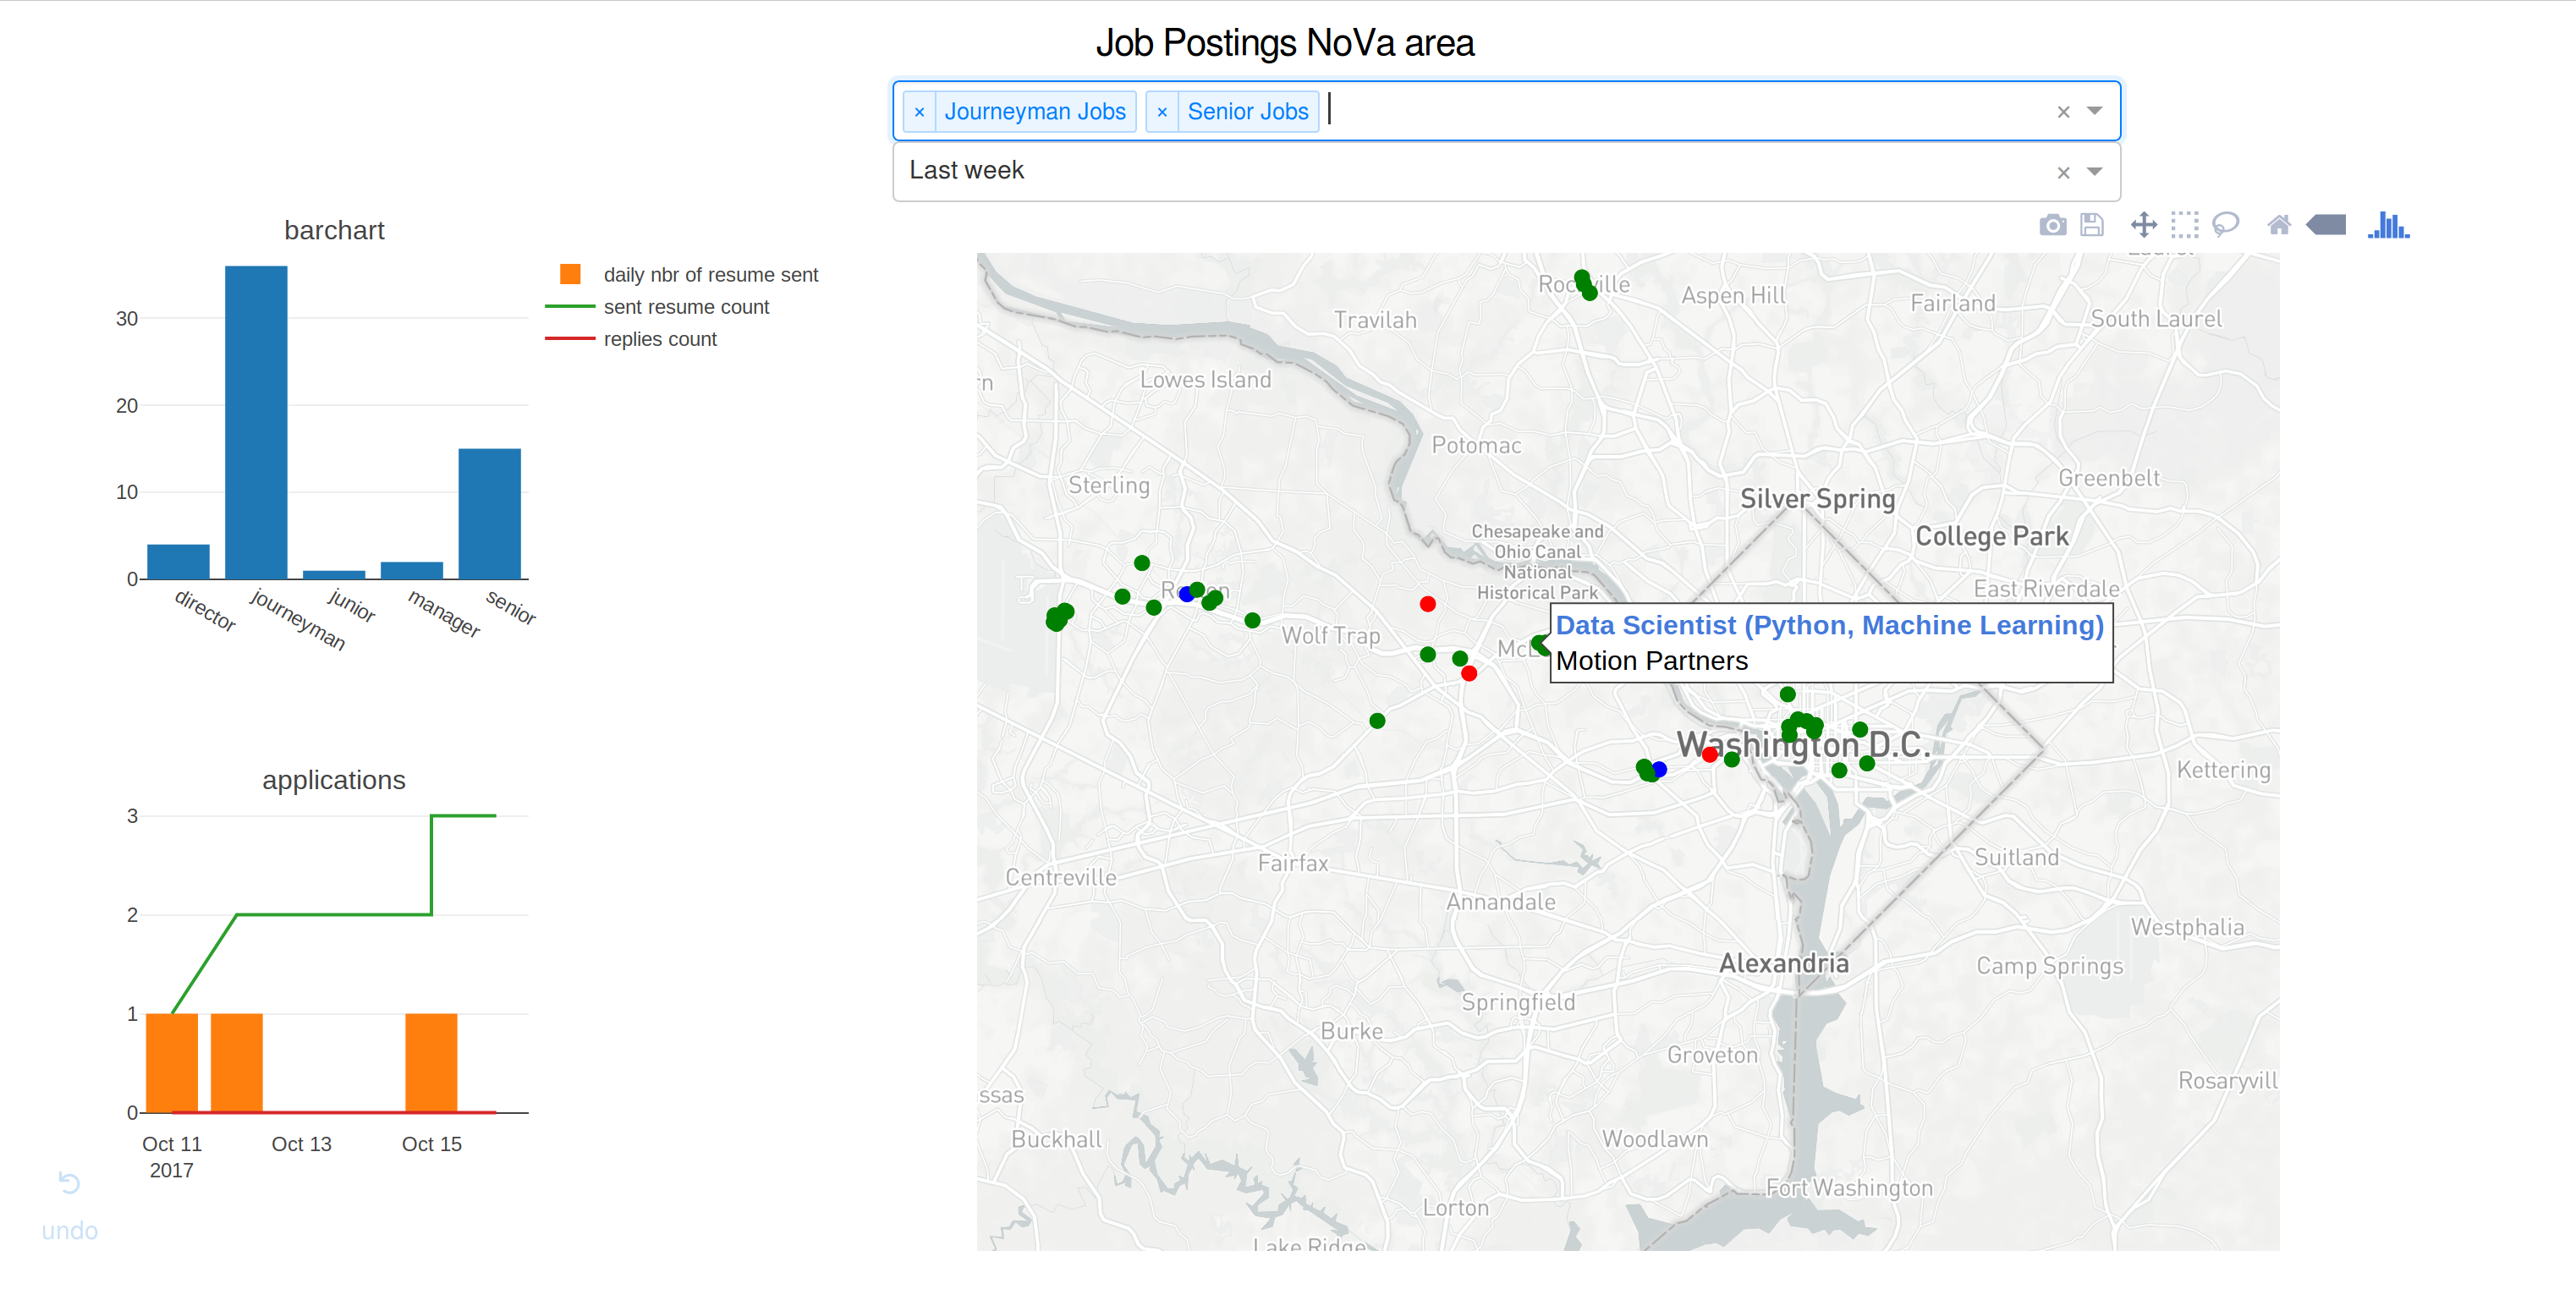 Job Postings NoVa area
× Journeyman Jobs × Senior Jobs ×
Last week ×
barchart
daily nbr of resume sent
sent resume count
replies count
30
20
10
0
director
journeyman
junior
manager
senior
applications
3
2
1
0
Oct 11
2017
Oct 13
Oct 15
undo
Travilah
Aspen Hill
Fairland
South Laurel
Lowes Island
Potomac
Sterling
Greenbelt
Silver Spring
College Park
Chesapeake and
Ohio Canal
National
Historical Park
East Riverdale
Wolf Trap
Data Scientist (Python, Machine Learning)
Motion Partners
Washington D.C.
Kettering
Fairfax
Centreville
Suitland
Annandale
Westphalia
Alexandria
Camp Springs
Springfield
Burke
Groveton
Rosaryvill
ssas
Buckhall
Woodlawn
Fort Washington
Lorton
Lake Ridge